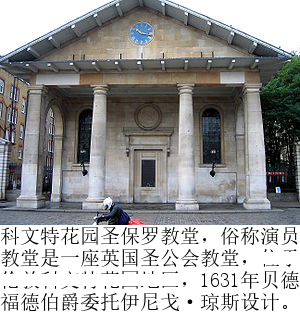 科文特花园圣保罗教堂，俗称演员
教堂是一座英国圣公会教堂，
，1631年贝德
福德伯爵委托伊尼戈·琼斯设计。